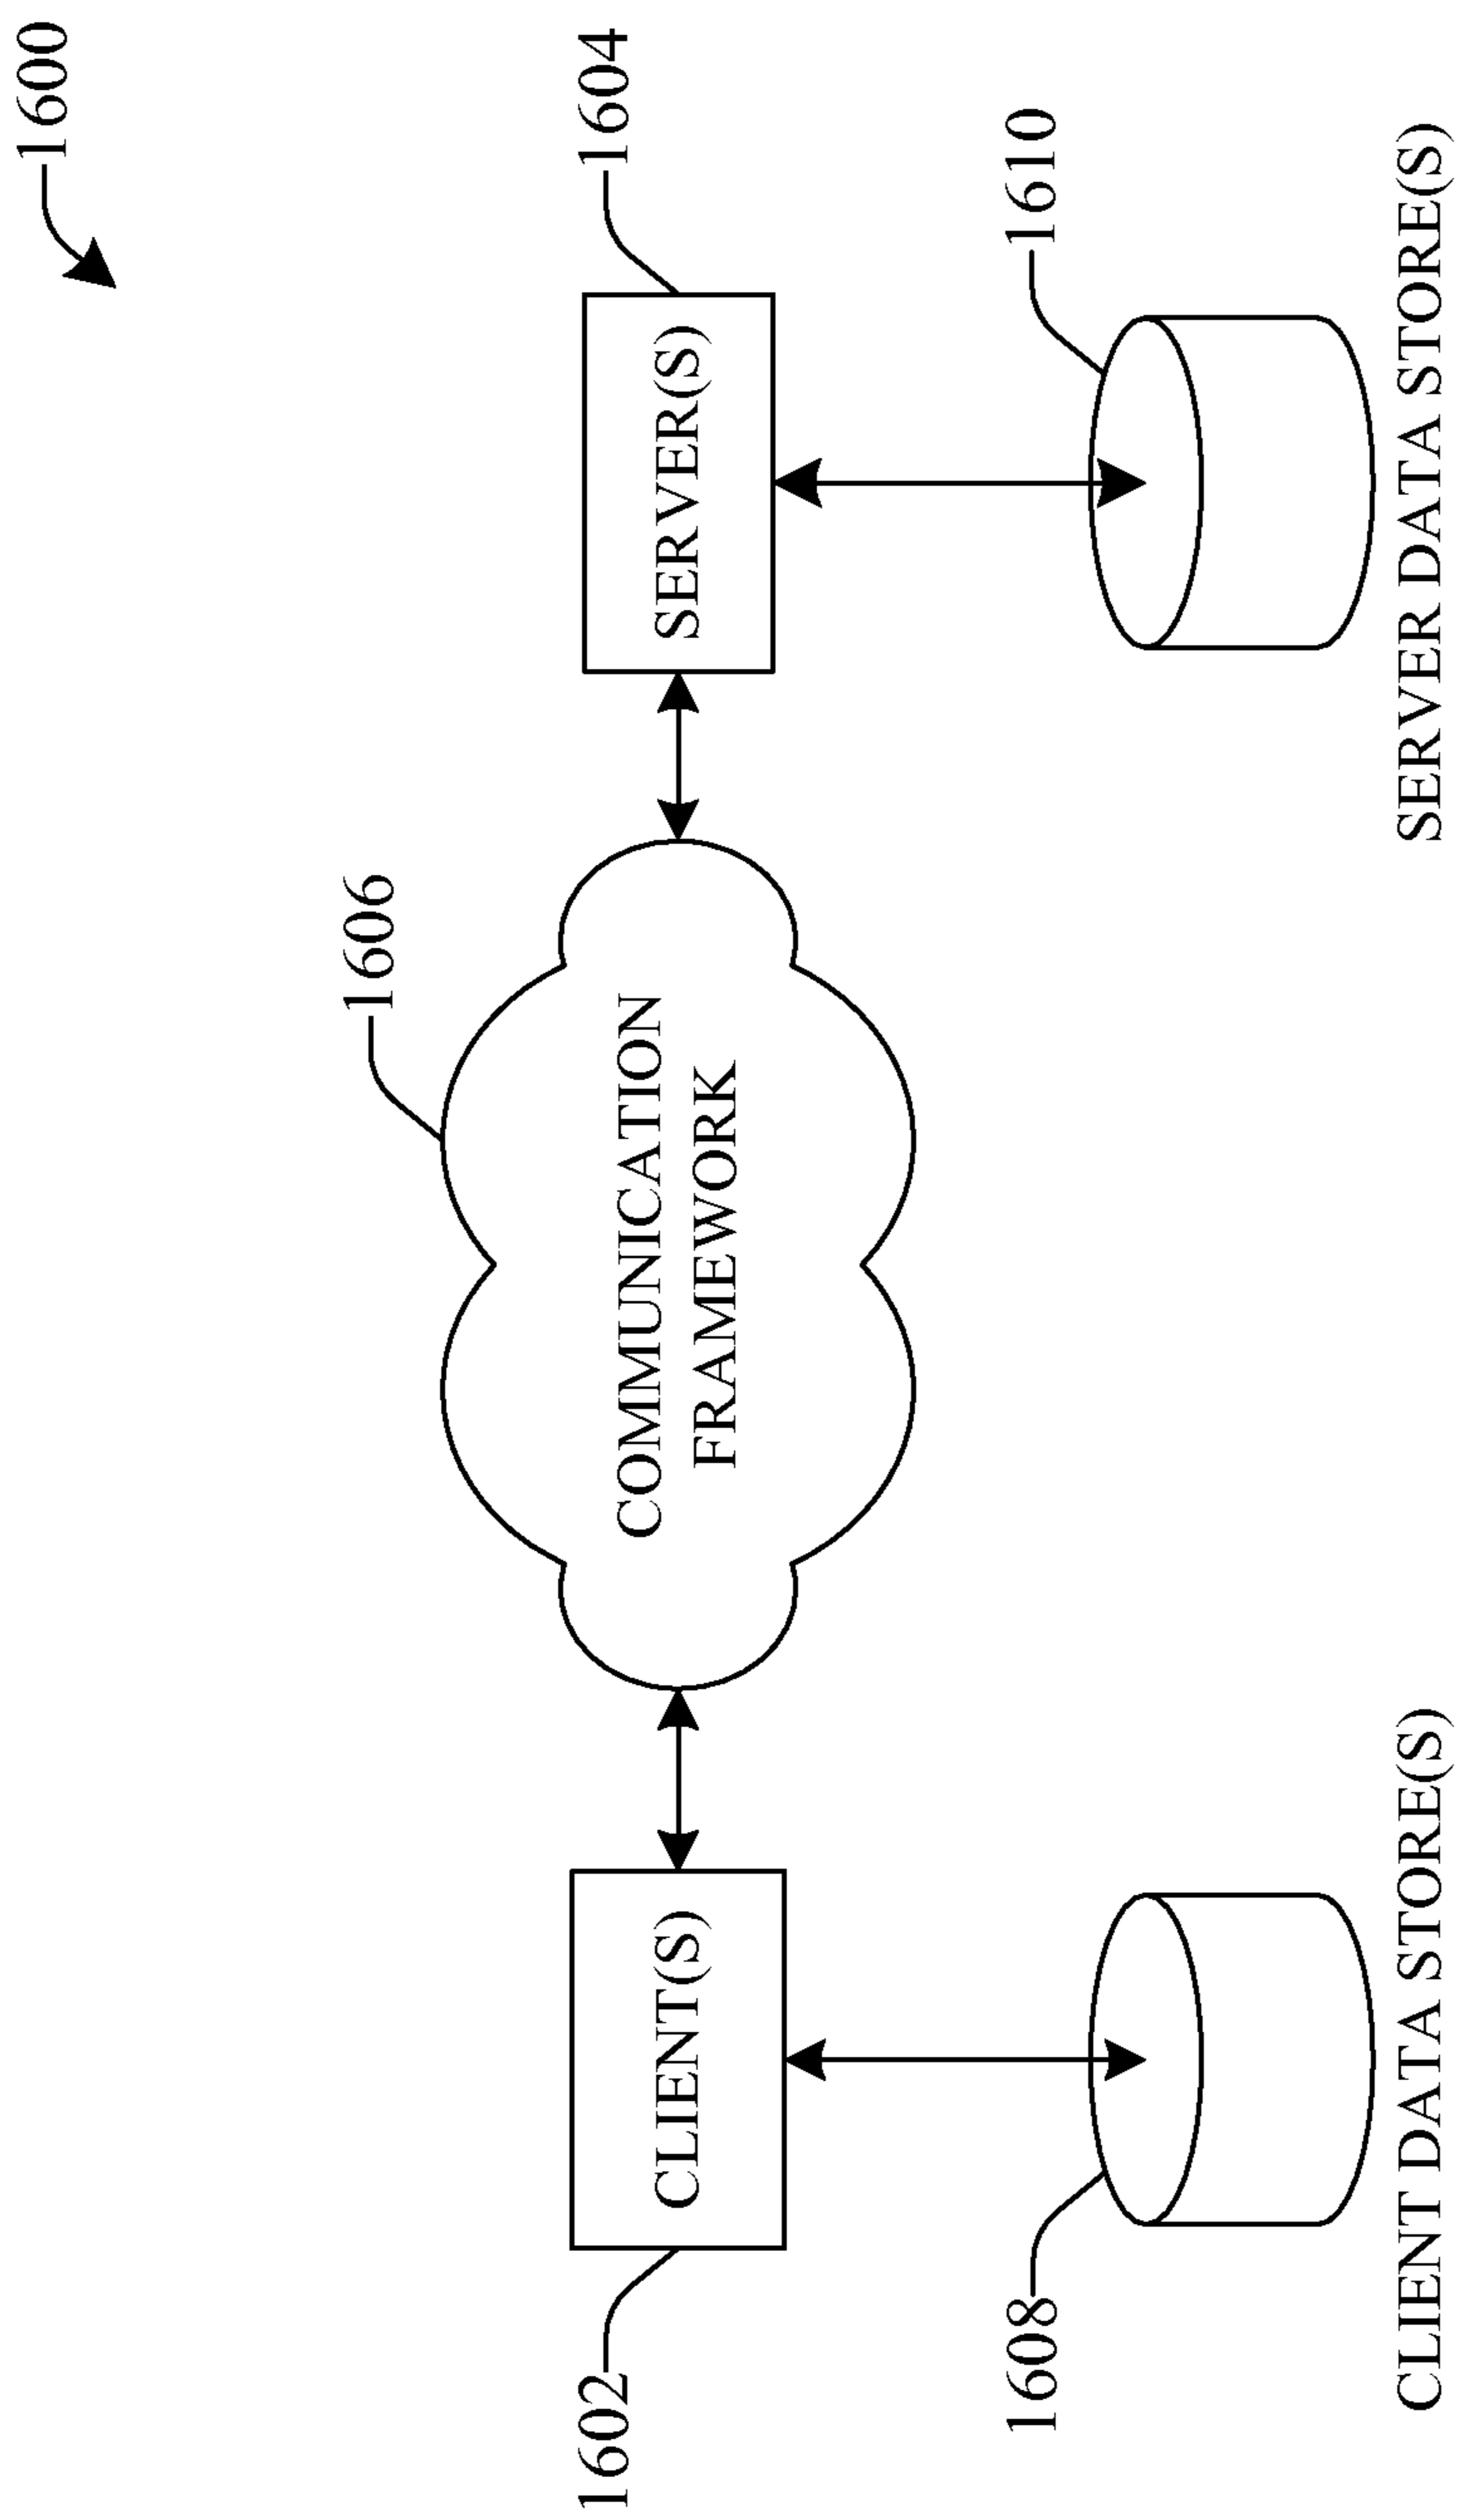 1600
1606
1602
1604
CLIENT(S)
COMMUNICATION
FRAMEWORK
SERVER(S)
1608
1610
CLIENT DATA STORE(S)
SERVER DATA STORE(S)